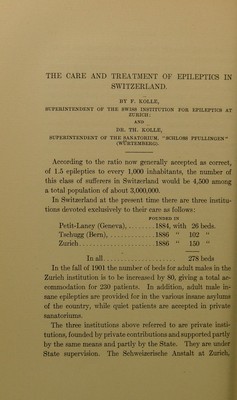 THE CARE AND TREATMENT OF EPILEPTICS IN
SWITZERLAND.
BY F. KOLLE,
SUPERINTENDENT OF THE SWISS INSTITUTION FOR EPILEPTICS AT
ZURICH;
AND
DR. TH. KOLLE,
SUPERINTENDENT OF THE SANATORIUM, "SCHLOSS PFULLINGEN"
(WÜRTEMBERG).
According to the ratio now generally accepted as correct,
of 1.5 epileptics to every 1,000 inhabitants, the number of
this class of sufferers in Switzerland would be 4,500 among
a total population of about 3,000,000.
In Switzerland at the present time there are three institu-
tions devoted exclusively to their care as follows:
FOUNDED IN
Petit-Lancy (Geneva),........1884, with 26 beds.
Tschugg (Bern),............1886 " 102 "
Zurich....................1886 " 150 "
In all.................. 278 beds
In the fall of 1901 the number of beds for adult males in the
Zurich institution is to be increased by 80, giving a total ac-
commodation for 230 patients. In addition, adult male in-
sane epileptics are provided for in the various insane asylums
of the country, while quiet patients are accepted in private
sanatoriums.
The three institutions above referred to are private insti-
tutions, founded by private contributions and supported partly
by the same means and partly by the State. They are under
State supervision. The Schweizerische Anstalt at Zurich,